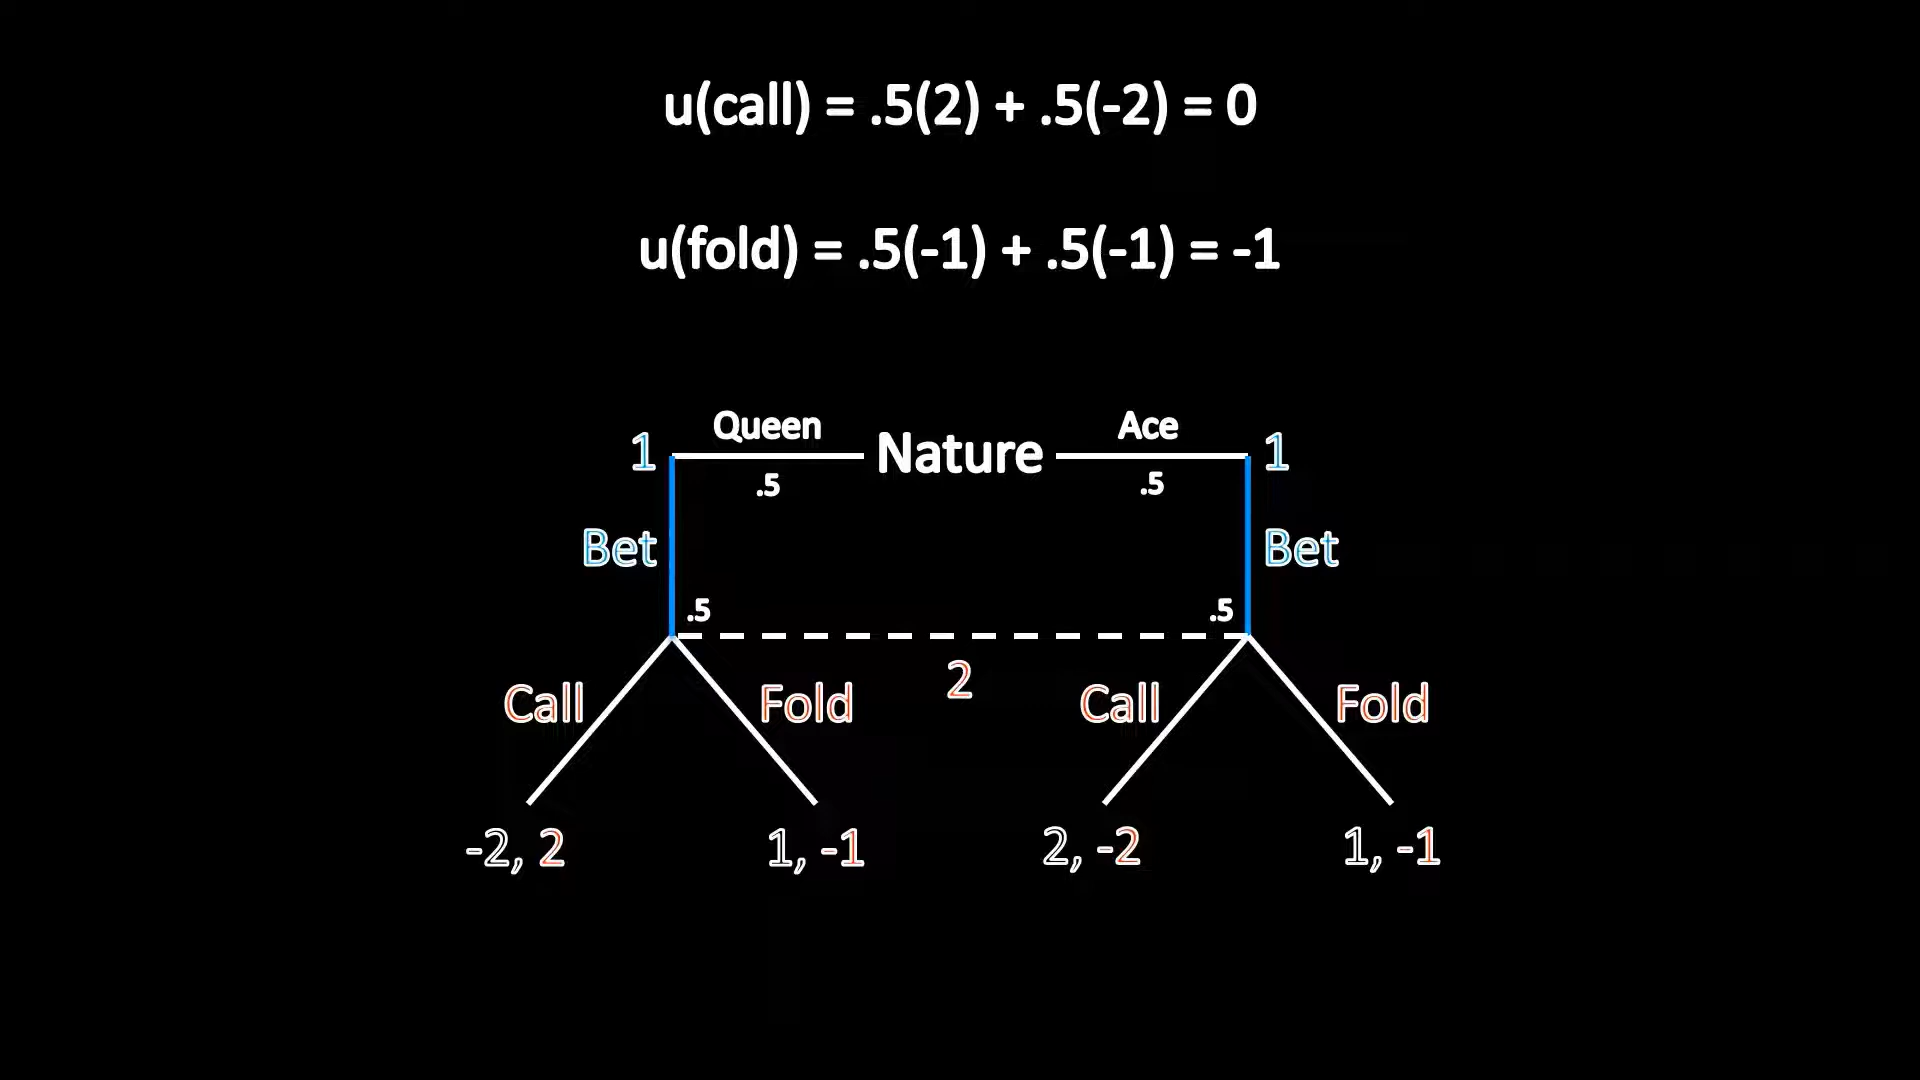 u(call) = .5(2) + .5(-2) = 0
u(fold) = .5(-1) + .5(-1) = -1
Queen Ace
1 Nature 1
.5 .5
Bet Bet
.5 .5
2
Call Fold Call Fold
-2, 2 1, -1 2, -2 1, -1